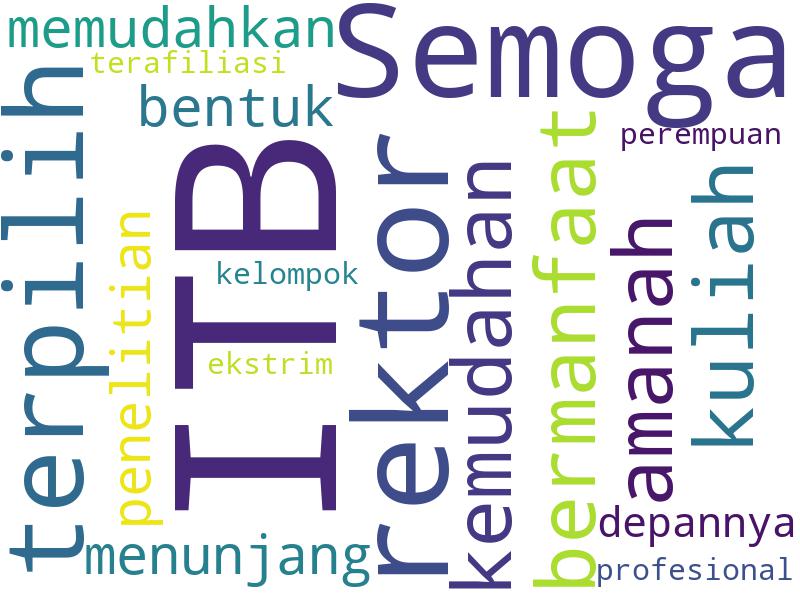 memudahkan
Semoga
terafiliasi
bentuk
perempuan
terpilih
penelitian
ITB
kelompok
ekstrim
rektor
kemudahan
bermanfaat
amanah
kuliah
menunjang
depannya
profesional